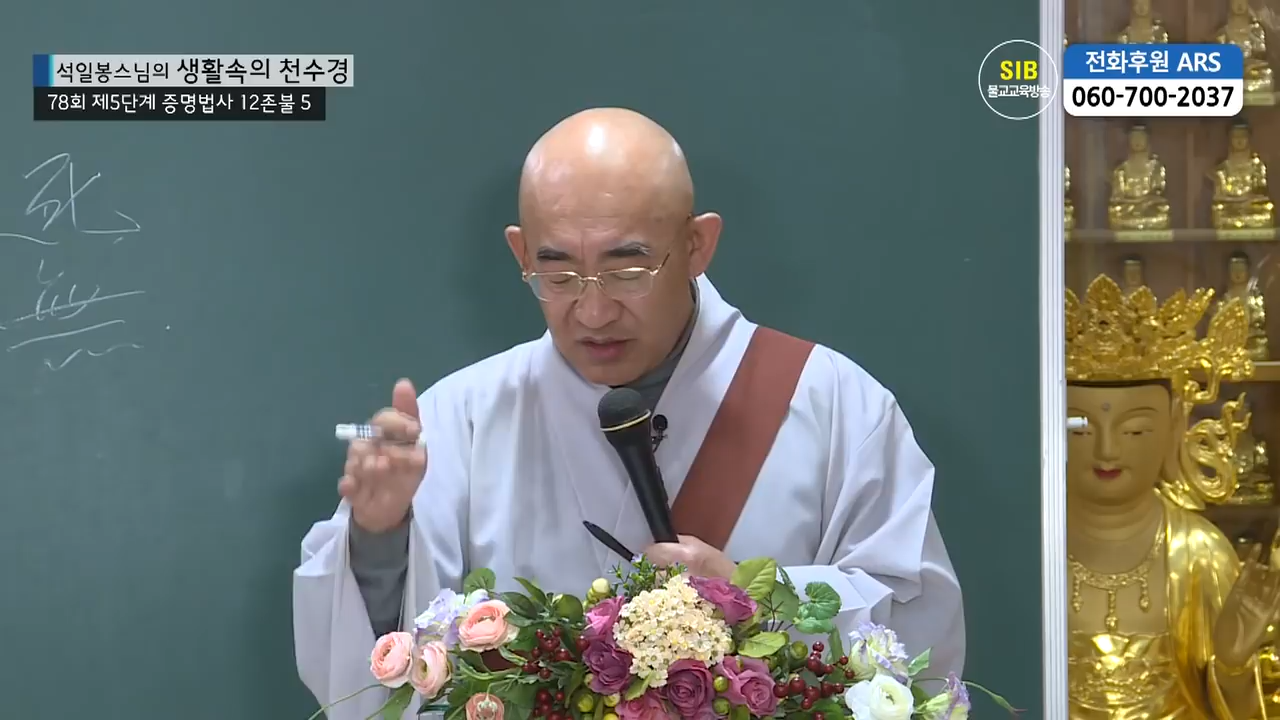 석일봉스님의 생활속의 천수경
78회 제5단계 증명법사 12존불 5
SIB
불교교육방송
전화후원 ARS
060-700-2037
死
無